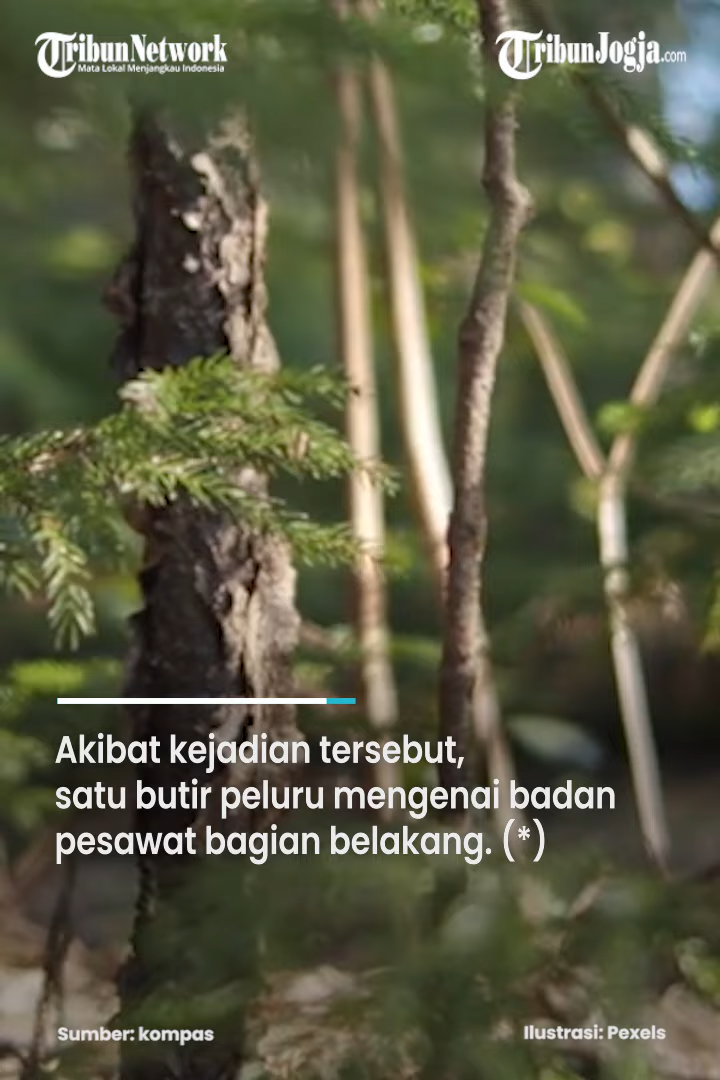 TribunNetwork
Mata Lokal Menjangkau Indonesia
TribunJogja.com
Akibat kejadian tersebut,
satu butir peluru mengenai badan
pesawat bagian belakang. (*)
Sumber: kompas
Ilustrasi: Pexels